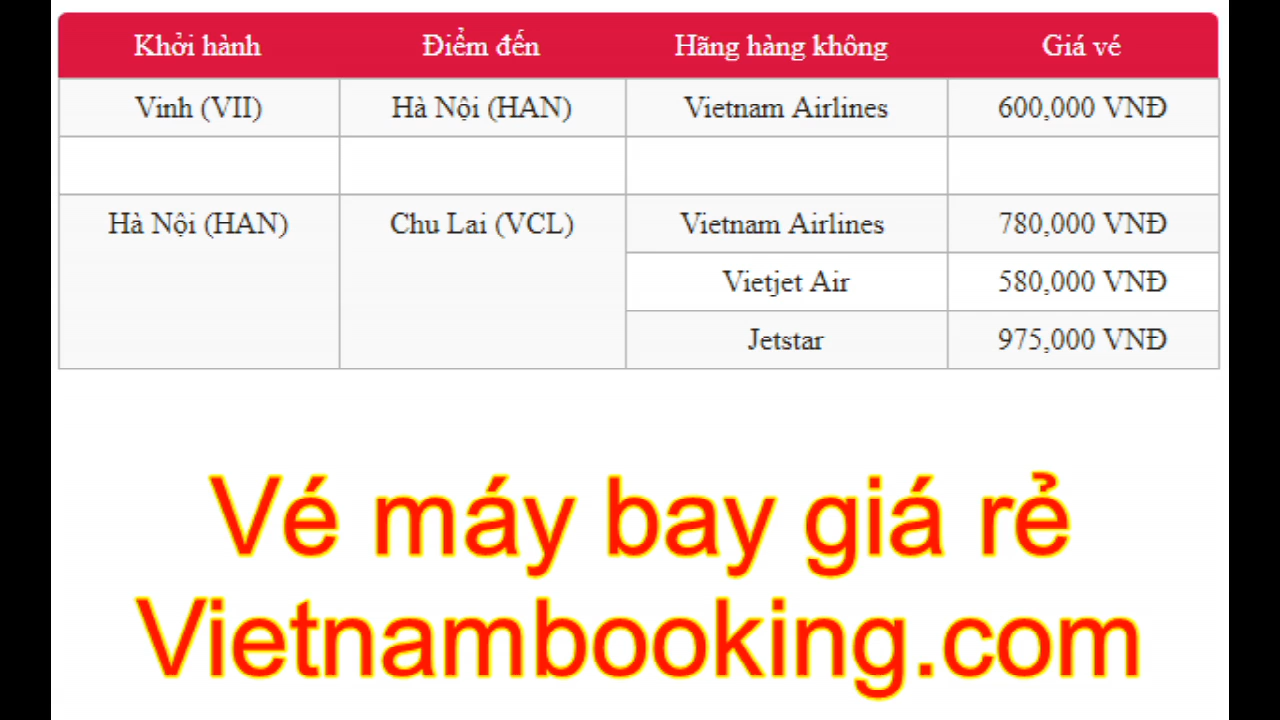 Khởi hành Điểm đến Hãng hàng không Giá vé
Vinh (VII) Hà Nội (HAN) Vietnam Airlines 600,000 VNĐ
Hà Nội (HAN) Chu Lai (VCL) Vietnam Airlines 780,000 VNĐ
Vietjet Air 580,000 VNĐ
Jetstar 975,000 VNĐ
Vé máy bay giá rẻ
Vietnambooking.com